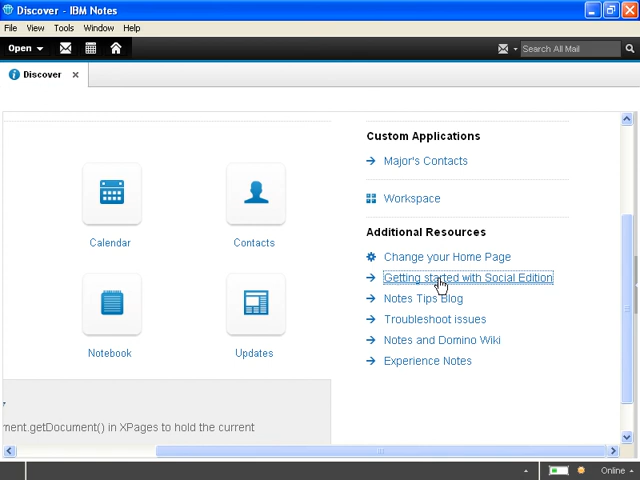 Discover - IBM Notes
File View Tools Window Help
Open Search All Mail
Discover
Custom Applications
Major's Contacts
Workspace
Calendar Contacts
Additional Resources
Change your Home Page
Getting started with Social Edition
Notes Tips Blog
Troubleshoot issues
Notes and Domino Wiki
Notebook Updates
Experience Notes
ment.getDocument() in XPages to hold the current
Online